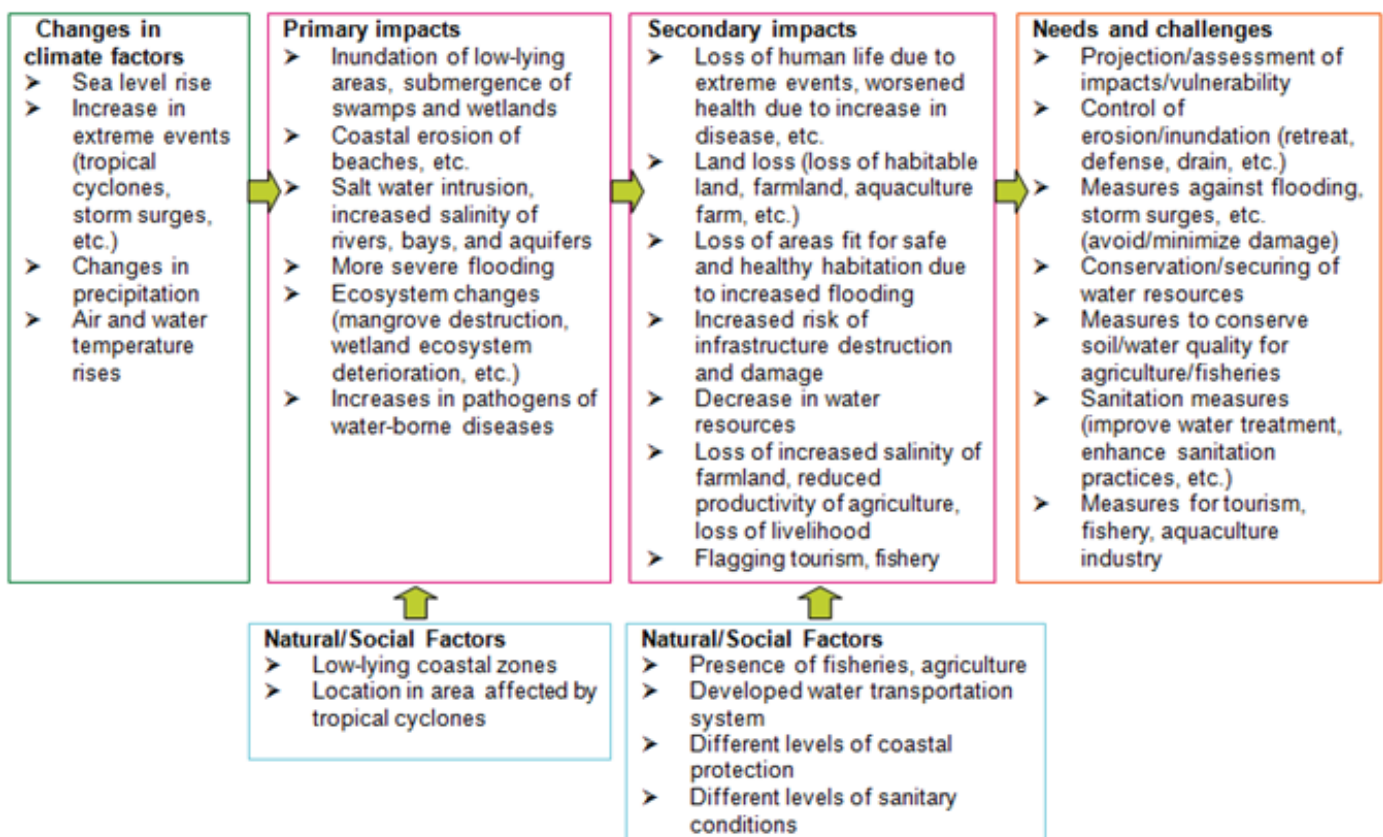 Changes in
climate factors
➤ Sea level rise
➤ Increase in
extreme events
(tropical
cyclones,
storm surges,
etc.)
➤ Changes in
precipitation
➤ Air and water
temperature
rises
Primary impacts
➤ Inundation of low-lying
areas, submergence of
swamps and wetlands
➤ Coastal erosion of
beaches, etc.
➤ Salt water intrusion,
increased salinity of
rivers, bays, and aquifers
➤ More severe flooding
➤ Ecosystem changes
(mangrove destruction,
wetland ecosystem
deterioration, etc.)
➤ Increases in pathogens of
water-borne diseases
Secondary impacts
➤ Loss of human life due to
extreme events, worsened
health due to increase in
disease, etc.
➤ Land loss (loss of habitable
land, farmland, aquaculture
farm, etc.)
➤ Loss of areas fit for safe
and healthy habitation due
to increased flooding
➤ Increased risk of
infrastructure destruction
and damage
➤ Decrease in water
resources
➤ Loss of increased salinity of
farmland, reduced
productivity of agriculture,
loss of livelihood
➤ Flagging tourism, fishery
Needs and challenges
➤ Projection/assessment of
impacts/vulnerability
➤ Control of
erosion/inundation (retreat,
defense, drain, etc.)
➤ Measures against flooding,
storm surges, etc.
(avoid/minimize damage)
➤ Conservation/securing of
water resources
➤ Measures to conserve
soil/water quality for
agriculture/fisheries
➤ Sanitation measures
(improve water treatment,
enhance sanitation
practices, etc.)
➤ Measures for tourism,
fishery, aquaculture
industry
Natural/Social Factors
➤ Low-lying coastal zones
➤ Location in area affected by
tropical cyclones
Natural/Social Factors
➤ Presence of fisheries, agriculture
➤ Developed water transportation
system
➤ Different levels of coastal
protection
➤ Different levels of sanitary
conditions